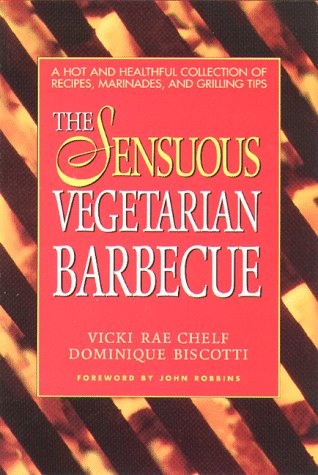 A HOT AND HEALTHFUL COLLECTION OF
RECIPES, MARINADES, AND GRILLING TIPS
THE SENSUOUS
VEGETARIAN
BARBECUE
VICKI RAE CHELF
DOMINIQUE BISCOTTI
FOREWORD BY JOHN ROBBINS